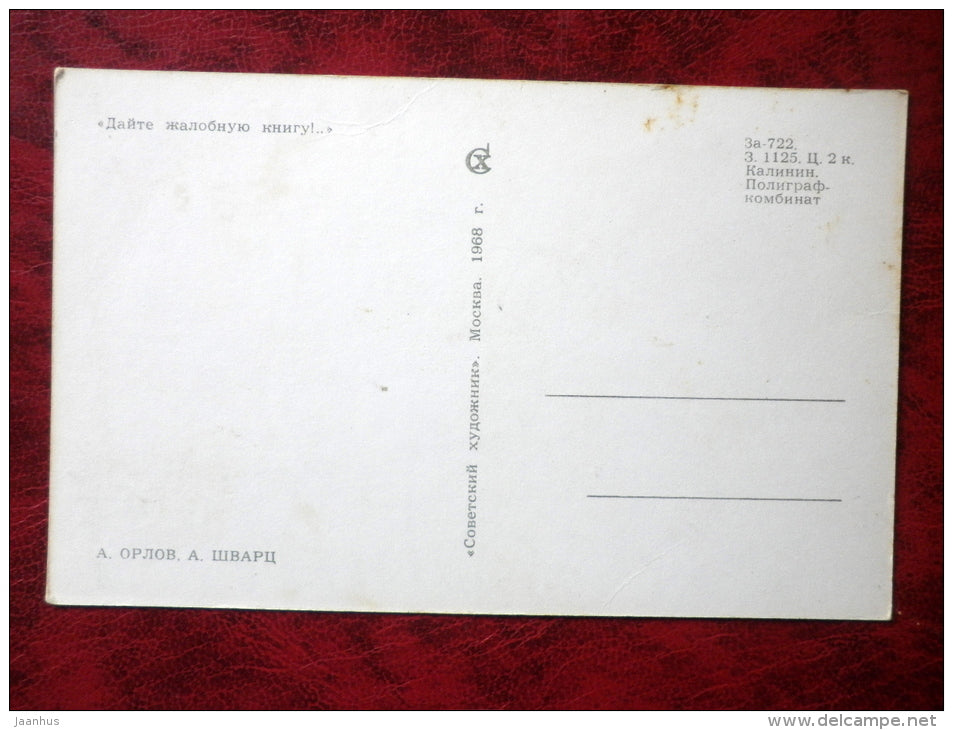 «Дайте жалобную книгу!..»
За-722.
З. 1125. Ц. 2 к.
Калинин.
Полиграф-
комбинат
СХ
«Советский художник». Москва. 1968 г.
А. ОРЛОВ, А. ШВАРЦ
jaanhus
www.delcampe.net